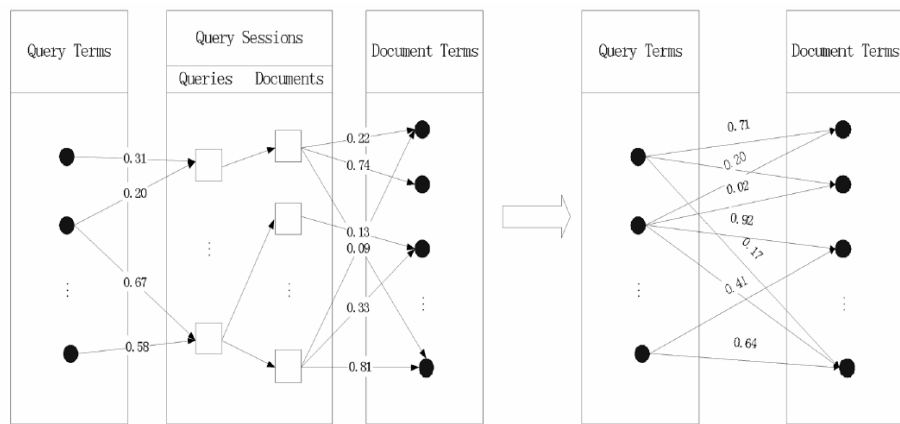 Query Terms
Query Sessions
Queries Documents
Document Terms
0.31
0.20
0.67
0.58
0.22
0.74
0.13
0.09
0.33
0.81
Query Terms
Document Terms
0.71
0.20
0.02
0.92
0.17
0.41
0.64